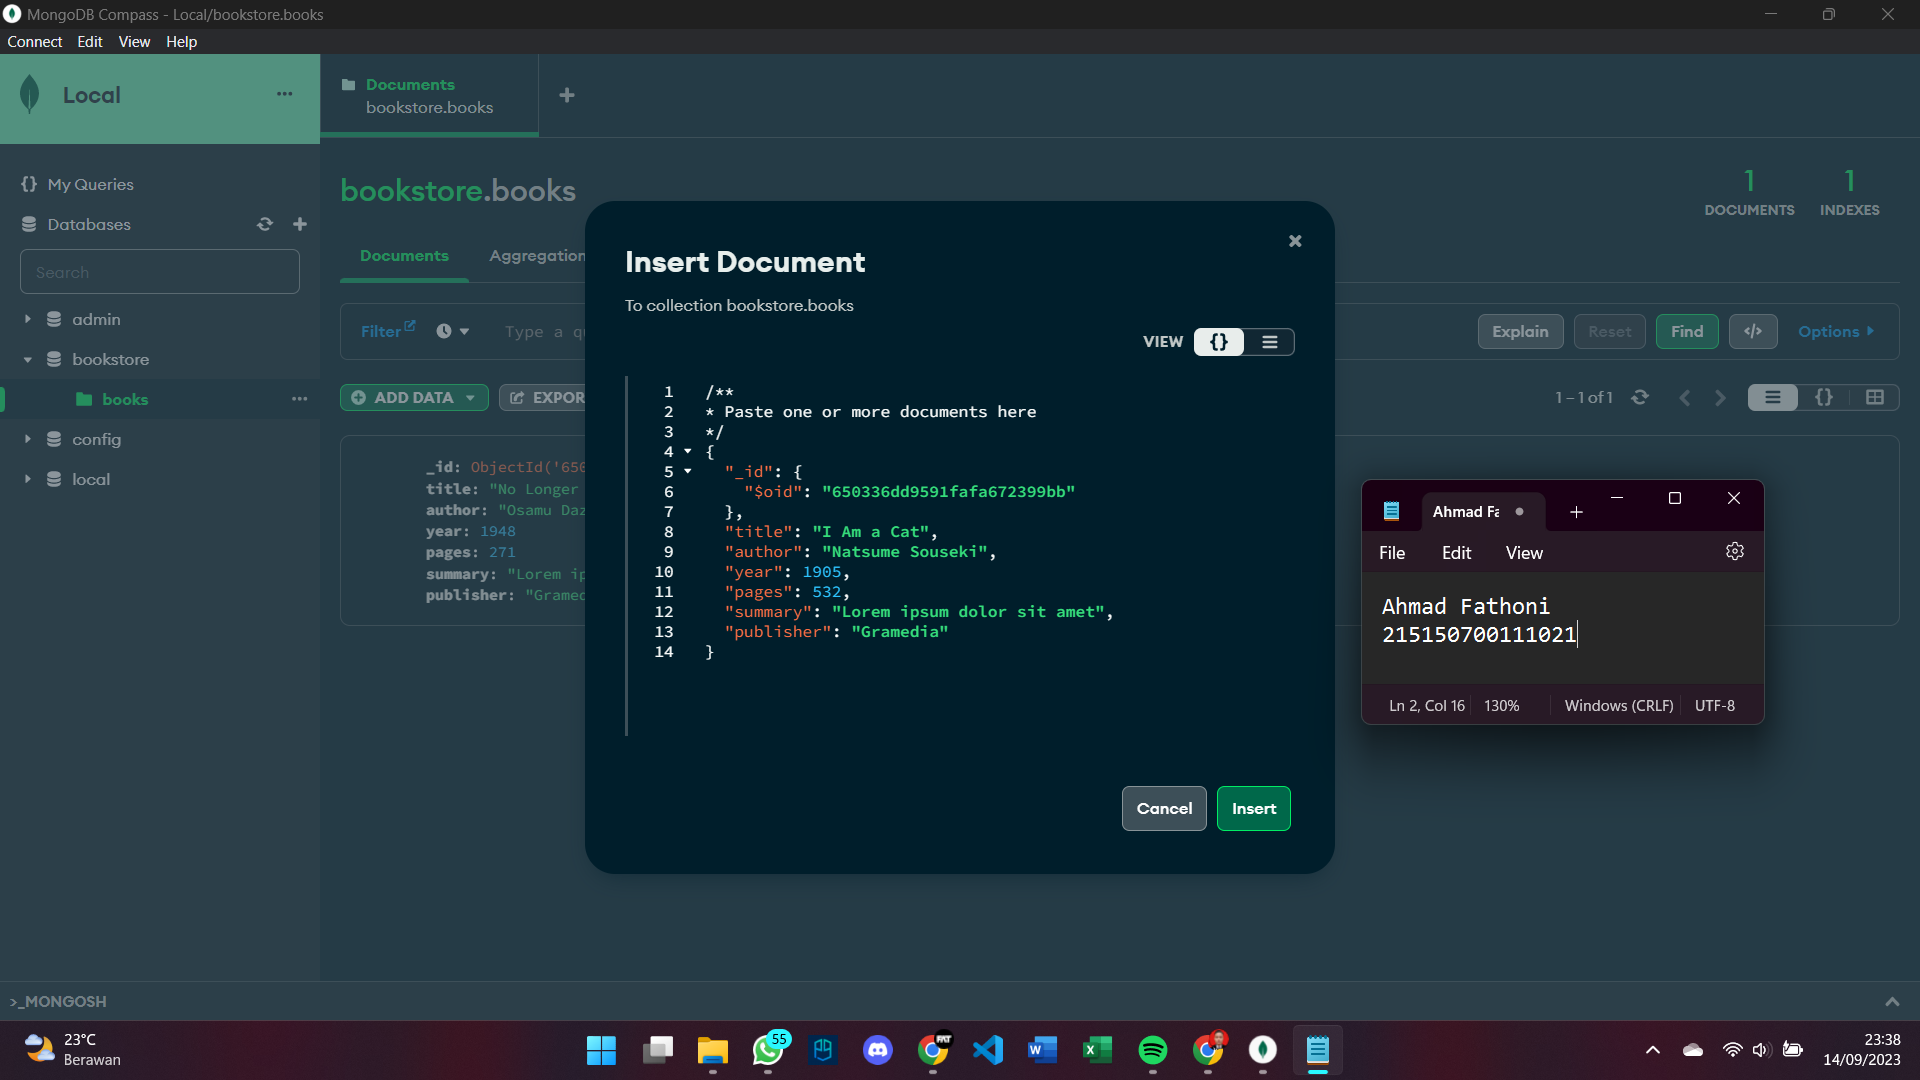 MongoDB Compass - Local/bookstore.books
Connect Edit View Help
Local
Documents
bookstore.books
My Queries
Databases
Search
admin
bookstore
books
config
local
bookstore.books
1
DOCUMENTS
1
INDEXES
Documents Aggregation
Filter Type a
Explain Reset Find </> Options
ADD DATA EXPOR
1 – 1 of 1
_id: ObjectId('650
title: "No Longer
author: "Osamu Daz
year: 1948
pages: 271
summary: "Lorem ip
publisher: "Gramed
Insert Document
To collection bookstore.books
VIEW {}
1 /**
2 * Paste one or more documents here
3 */
4 {
5 "_id": {
6 "$oid": "650336dd9591fafa672399bb"
7 },
8 "title": "I Am a Cat",
9 "author": "Natsume Souseki",
10 "year": 1905,
11 "pages": 532,
12 "summary": "Lorem ipsum dolor sit amet",
13 "publisher": "Gramedia"
14 }
Cancel Insert
Ahmad Fa
File Edit View
Ahmad Fathoni
215150700111021
Ln 2, Col 16 130% Windows (CRLF) UTF-8
>_MONGOSH
23°C
Berawan
55
FAT
23:38
14/09/2023